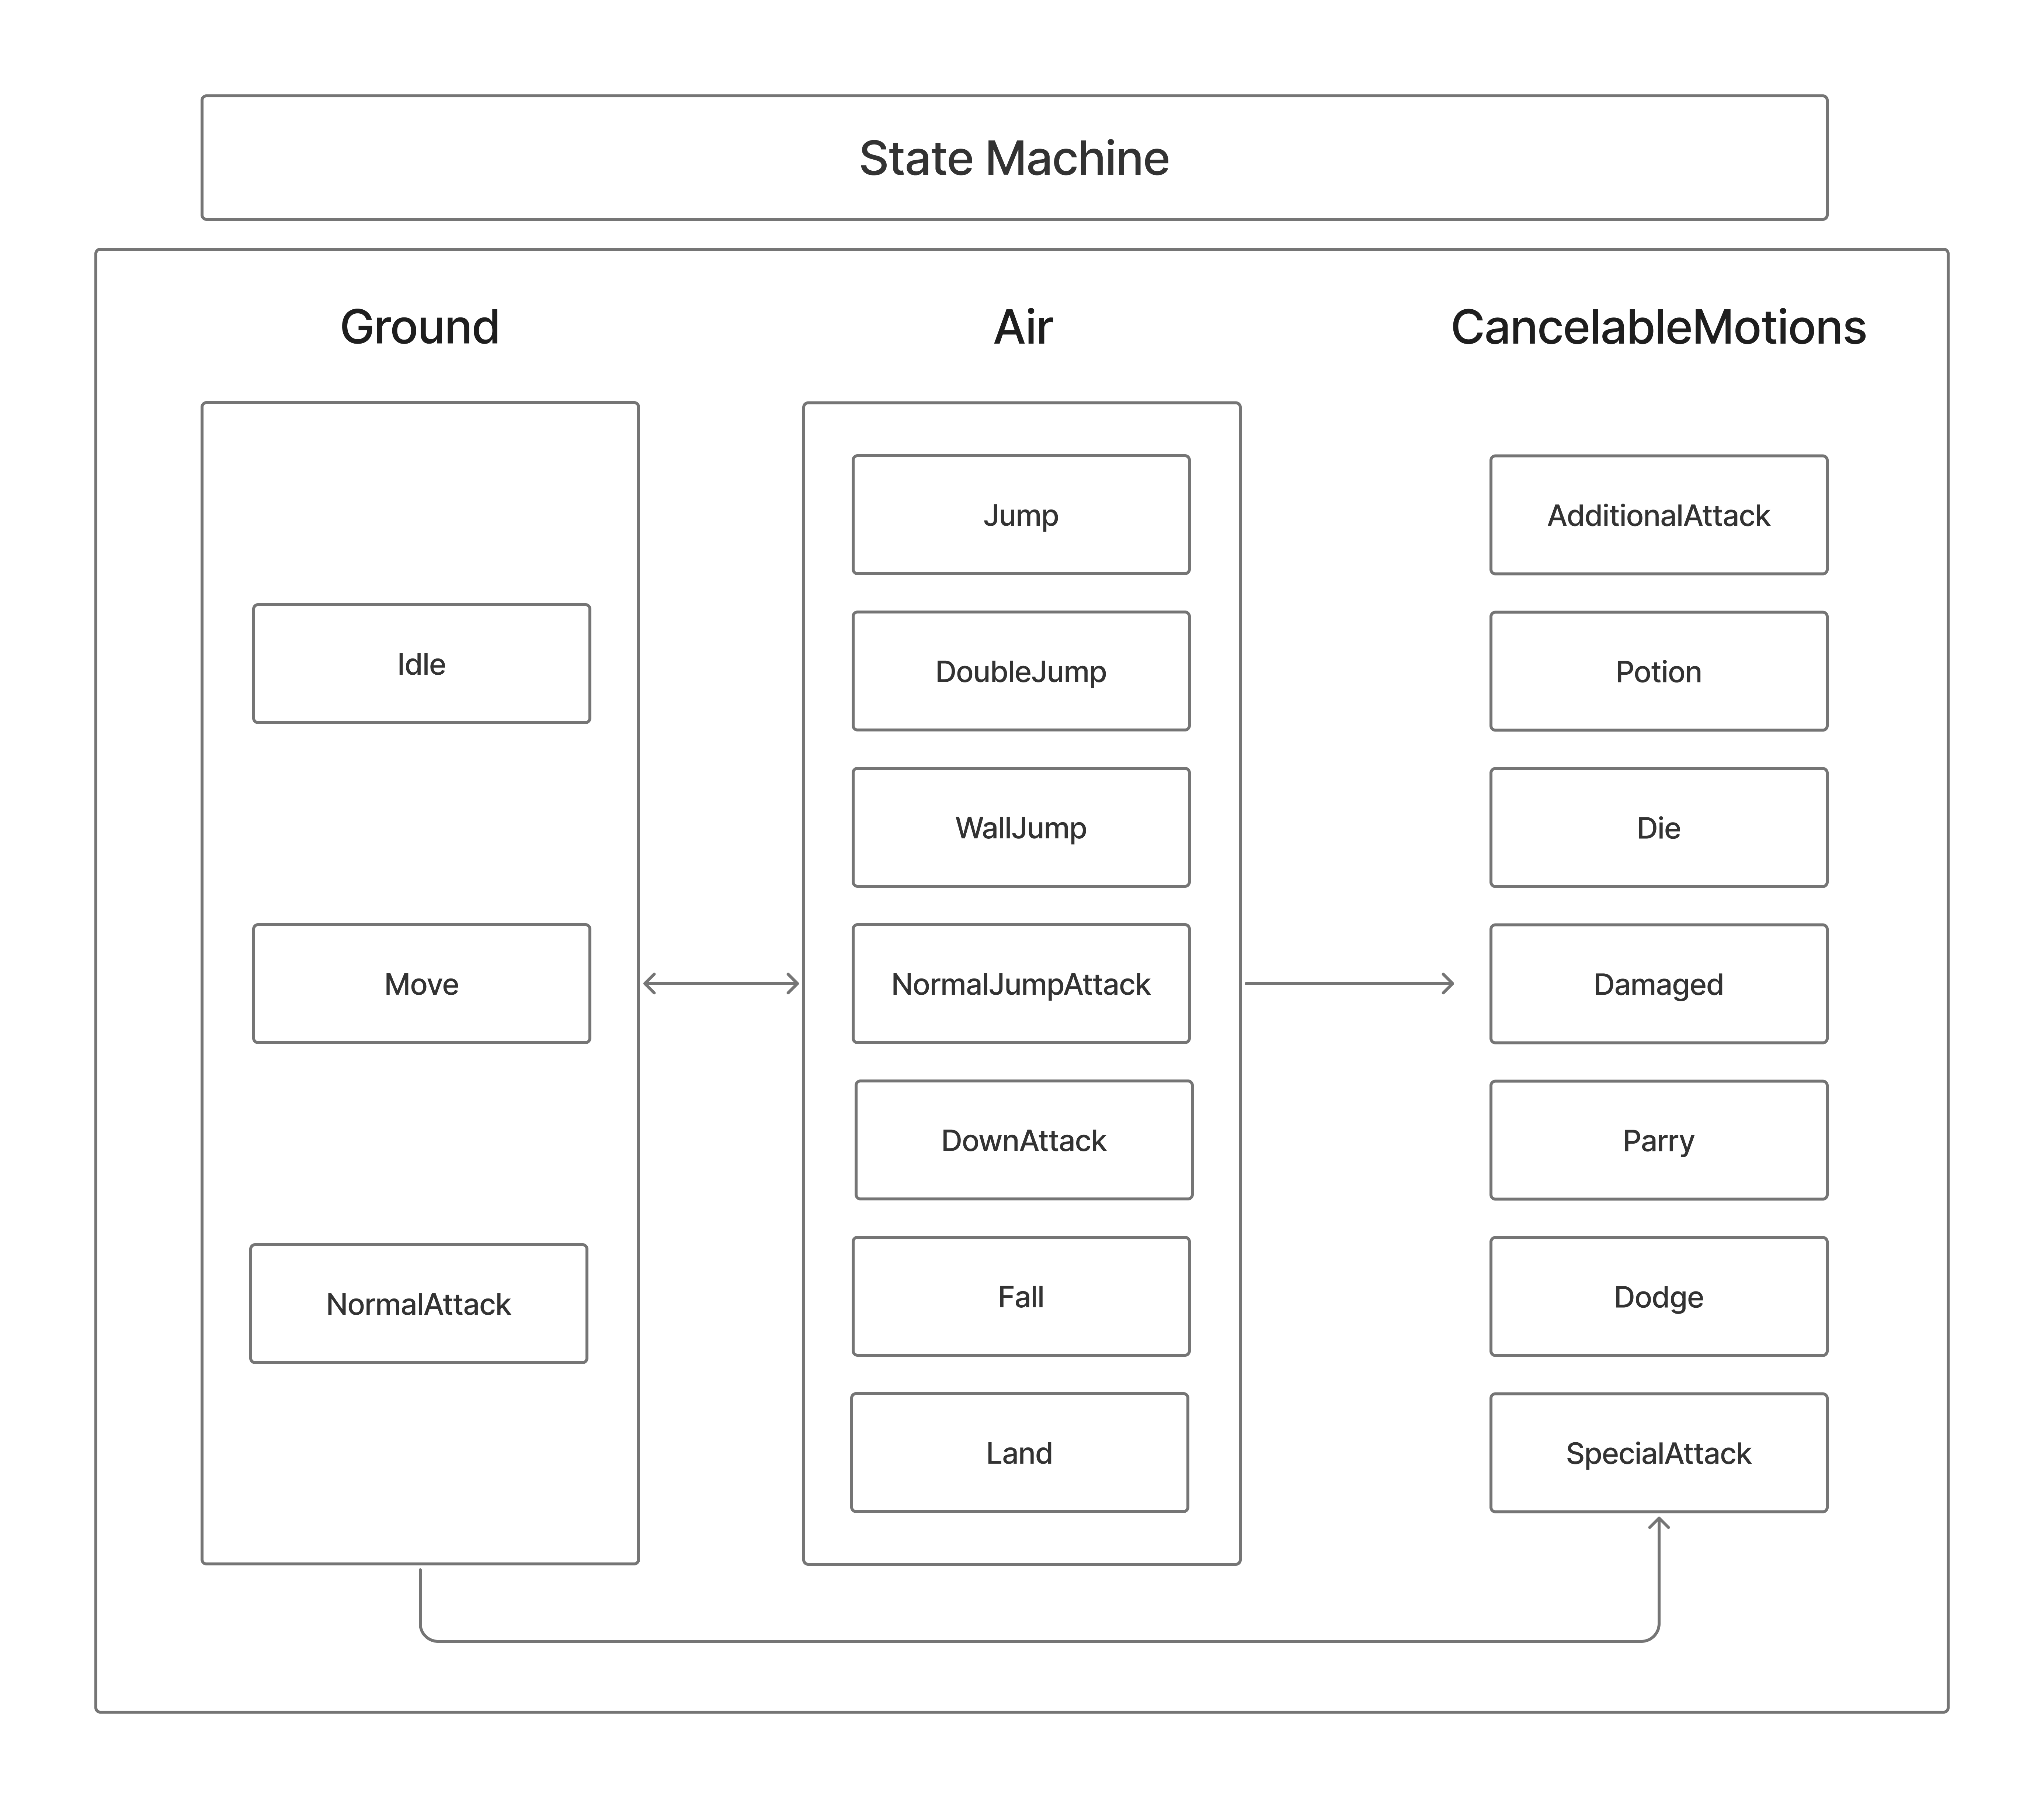 State Machine
Ground
Air
CancelableMotions
Idle
Move
NormalAttack
Jump
DoubleJump
WallJump
NormalJumpAttack
DownAttack
Fall
Land
AdditionalAttack
Potion
Die
Damaged
Parry
Dodge
SpecialAttack